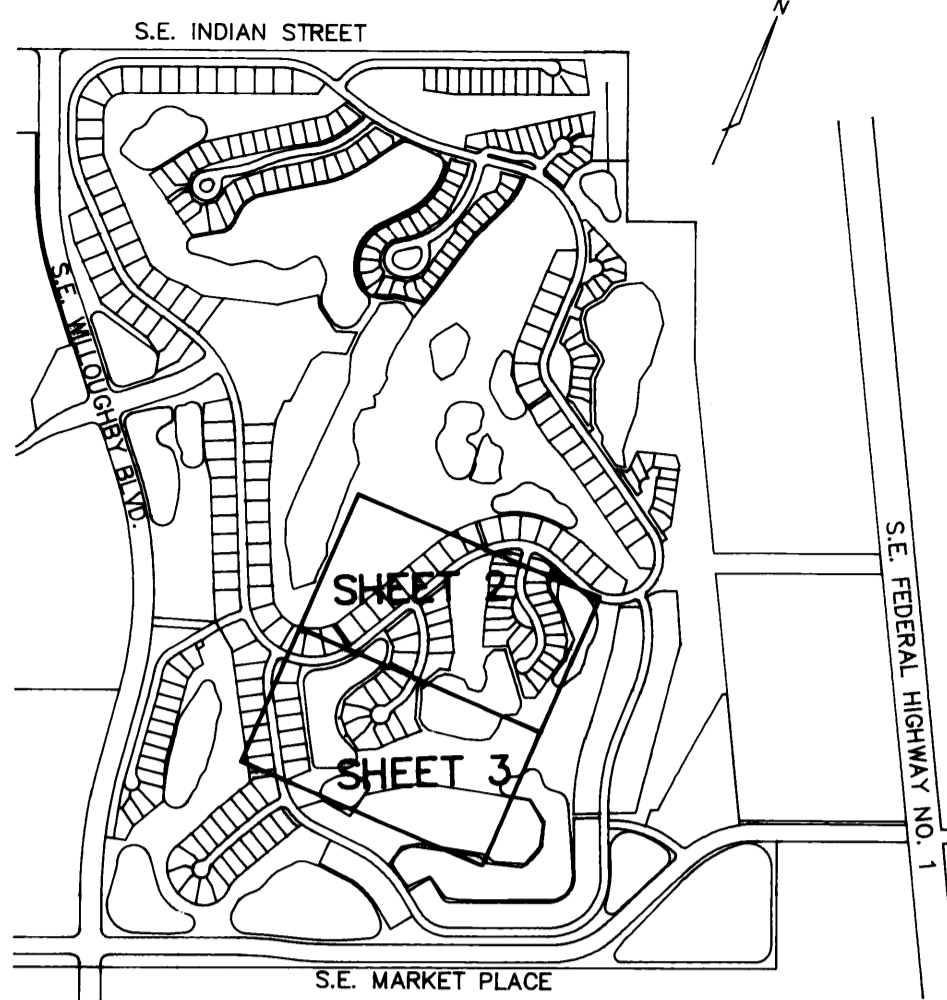 N
S.E. INDIAN STREET
S.E. WILLOUGHBY BLVD.
S.E. FEDERAL HIGHWAY NO. 1
SHEET 2
SHEET 3
S.E. MARKET PLACE